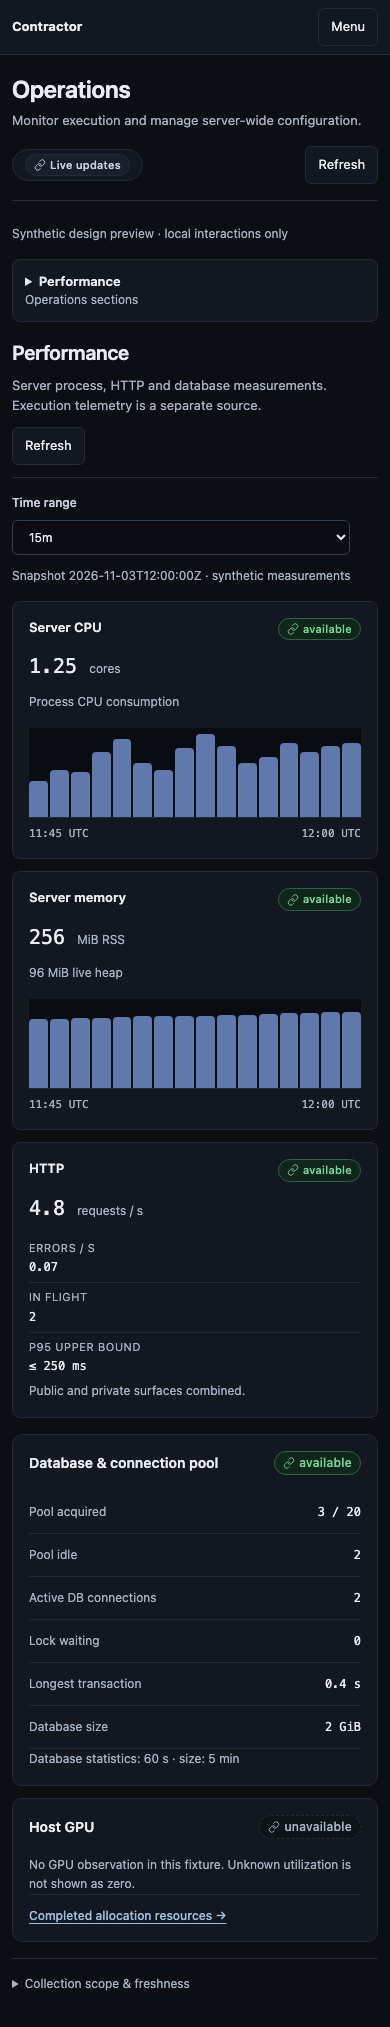 Contractor
Menu
Operations
Monitor execution and manage server-wide configuration.
Live updates
Refresh
Synthetic design preview · local interactions only
Performance
Operations sections
Performance
Server process, HTTP and database measurements.
Execution telemetry is a separate source.
Refresh
Time range
15m
Snapshot 2026-11-03T12:00:00Z · synthetic measurements
Server CPU
available
1.25 cores
Process CPU consumption
11:45 UTC
12:00 UTC
Server memory
available
256 MiB RSS
96 MiB live heap
11:45 UTC
12:00 UTC
HTTP
available
4.8 requests / s
ERRORS / S
0.07
IN FLIGHT
2
P95 UPPER BOUND
≤ 250 ms
Public and private surfaces combined.
Database & connection pool
available
Pool acquired
3 / 20
Pool idle
2
Active DB connections
2
Lock waiting
0
Longest transaction
0.4 s
Database size
2 GiB
Database statistics: 60 s · size: 5 min
Host GPU
unavailable
No GPU observation in this fixture. Unknown utilization is
not shown as zero.
Completed allocation resources →
Collection scope & freshness